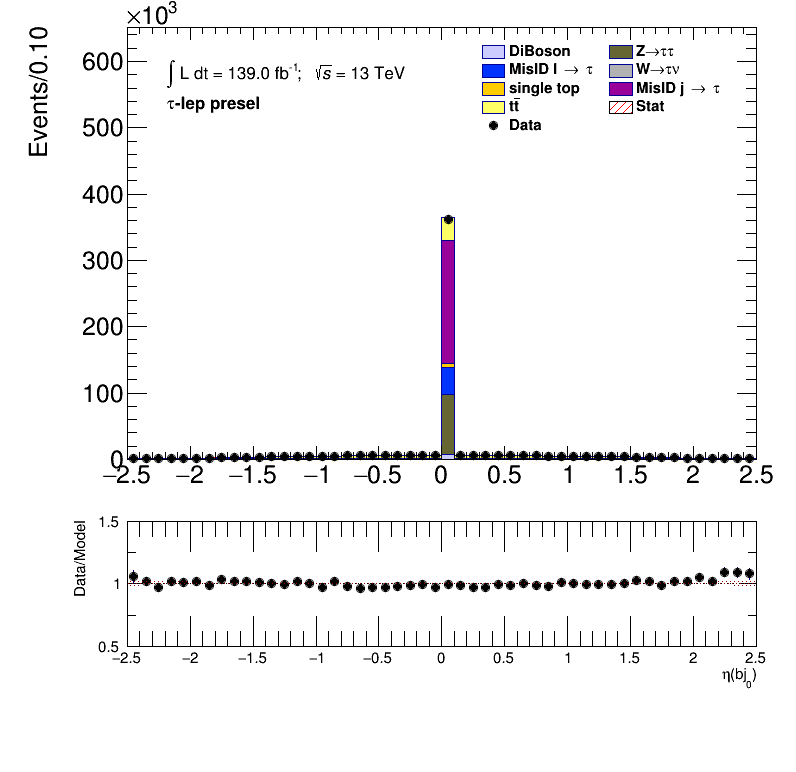 ×10³
Events/0.10
600
500
400
300
200
100
0
∫ L dt = 139.0 fb⁻¹; √s = 13 TeV
τ-lep presel
DiBoson
Z→ττ
MisID l → τ
W→τν
single top
MisID j → τ
tt̄
Stat
Data
−2.5 −2 −1.5 −1 −0.5 0 0.5 1 1.5 2 2.5
Data/Model
1.5
1
0.5
−2.5 −2 −1.5 −1 −0.5 0 0.5 1 1.5 2 2.5
η(bj₀)